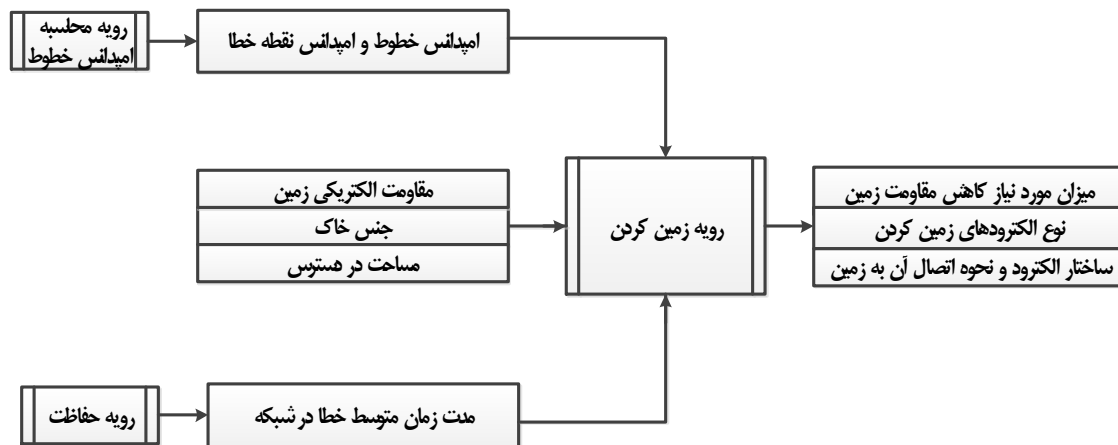 رویه محاسبه
امپدانس خطوط
امپدانس خطوط و امپدانس نقطه خطا
مقاومت الکتریکی زمین
جنس خاک
مساحت در دسترس
رویه زمین کردن
میزان مورد نیاز کاهش مقاومت زمین
نوع الکترودهای زمین کردن
ساختار الکترود و نحوه اتصال آن به زمین
رویه حفاظت
مدت زمان متوسط خطا در شبکه